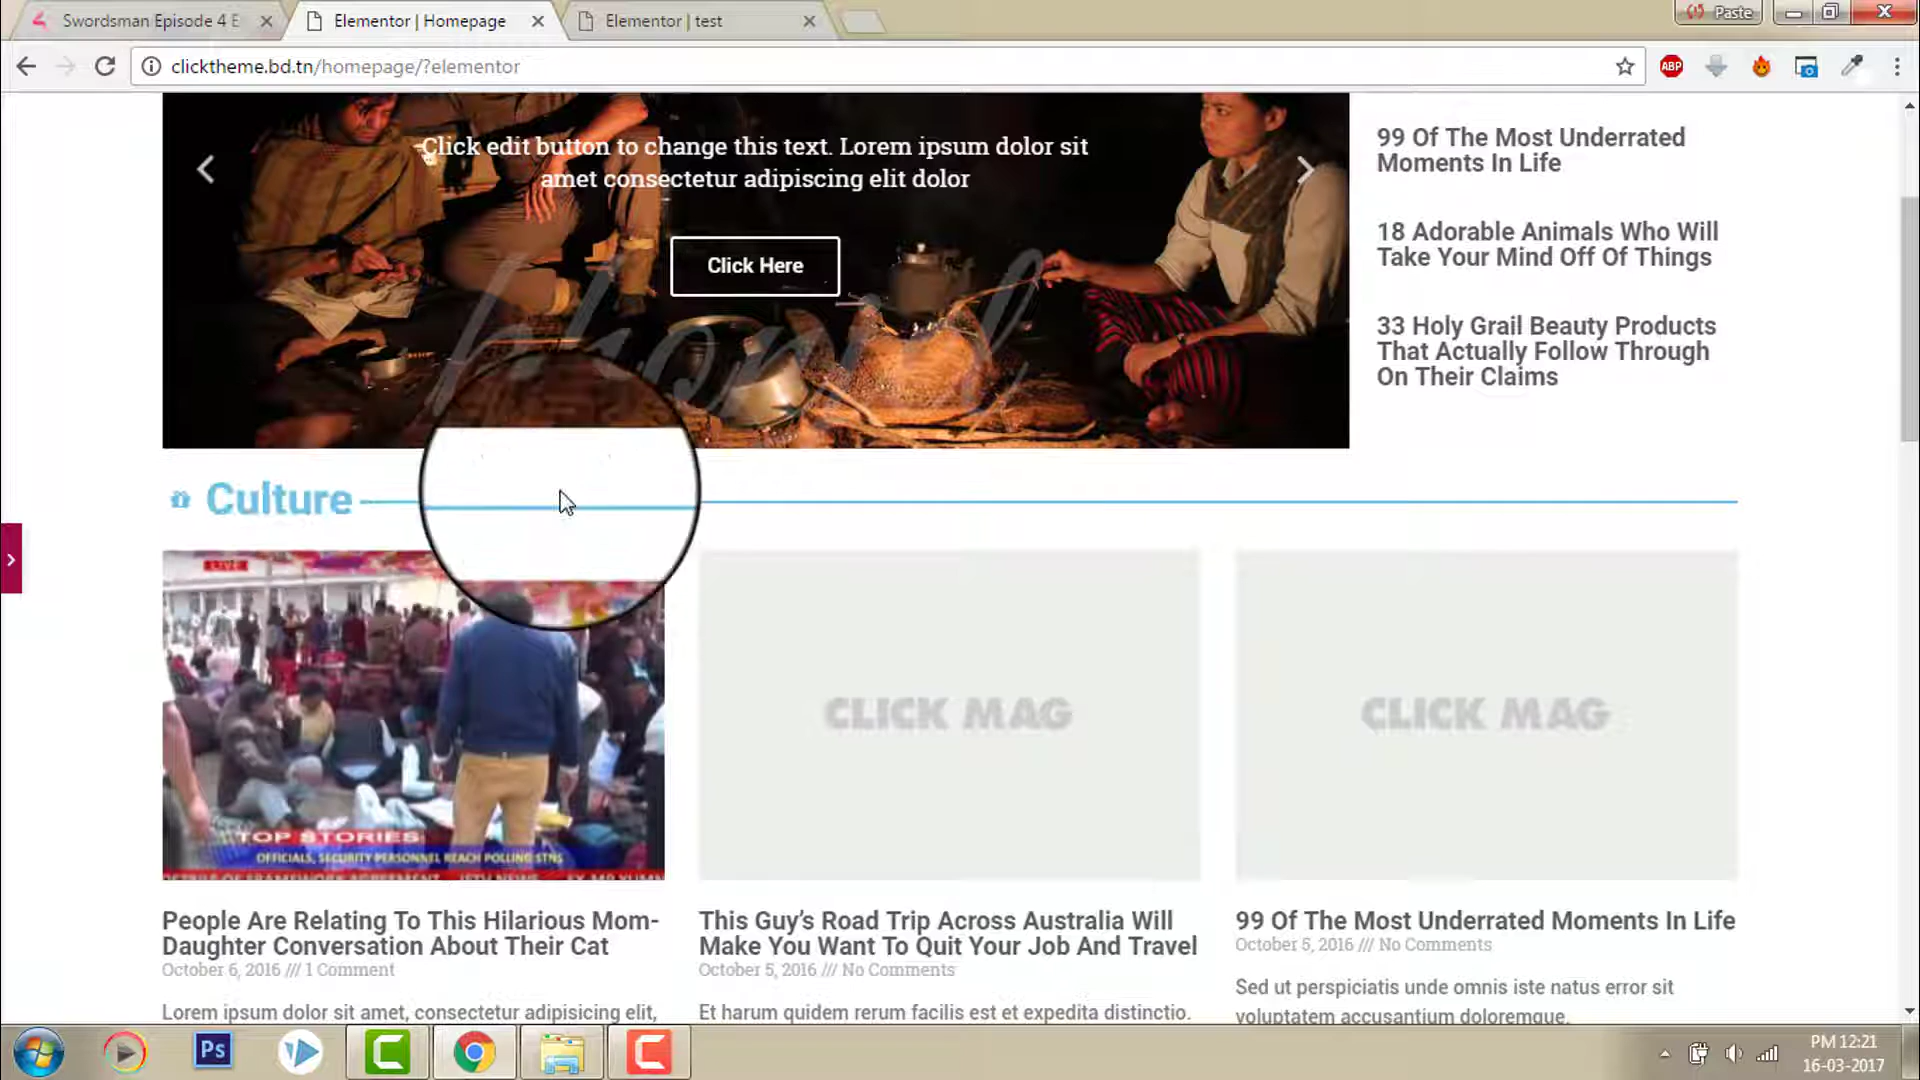 Swordsman Episode 4 E
Elementor | Homepage
Elementor | test
Paste
clicktheme.bd.tn/homepage/?elementor
ABP
Click edit button to change this text. Lorem ipsum dolor sit
amet consectetur adipiscing elit dolor
Click Here
99 Of The Most Underrated
Moments In Life
18 Adorable Animals Who Will
Take Your Mind Off Of Things
33 Holy Grail Beauty Products
That Actually Follow Through
On Their Claims
Culture
LIVE
TOP STORIES
OFFICIALS, SECURITY PERSONNEL REACH POLLING STNS
CLICK MAG
CLICK MAG
People Are Relating To This Hilarious Mom-
Daughter Conversation About Their Cat
October 6, 2016 /// 1 Comment
Lorem ipsum dolor sit amet, consectetur adipisicing elit,
This Guy’s Road Trip Across Australia Will
Make You Want To Quit Your Job And Travel
October 5, 2016 /// No Comments
Et harum quidem rerum facilis est et expedita distinctio.
99 Of The Most Underrated Moments In Life
October 5, 2016 /// No Comments
Sed ut perspiciatis unde omnis iste natus error sit
voluptatem accusantium doloremque.
Ps
PM 12:21
16-03-2017